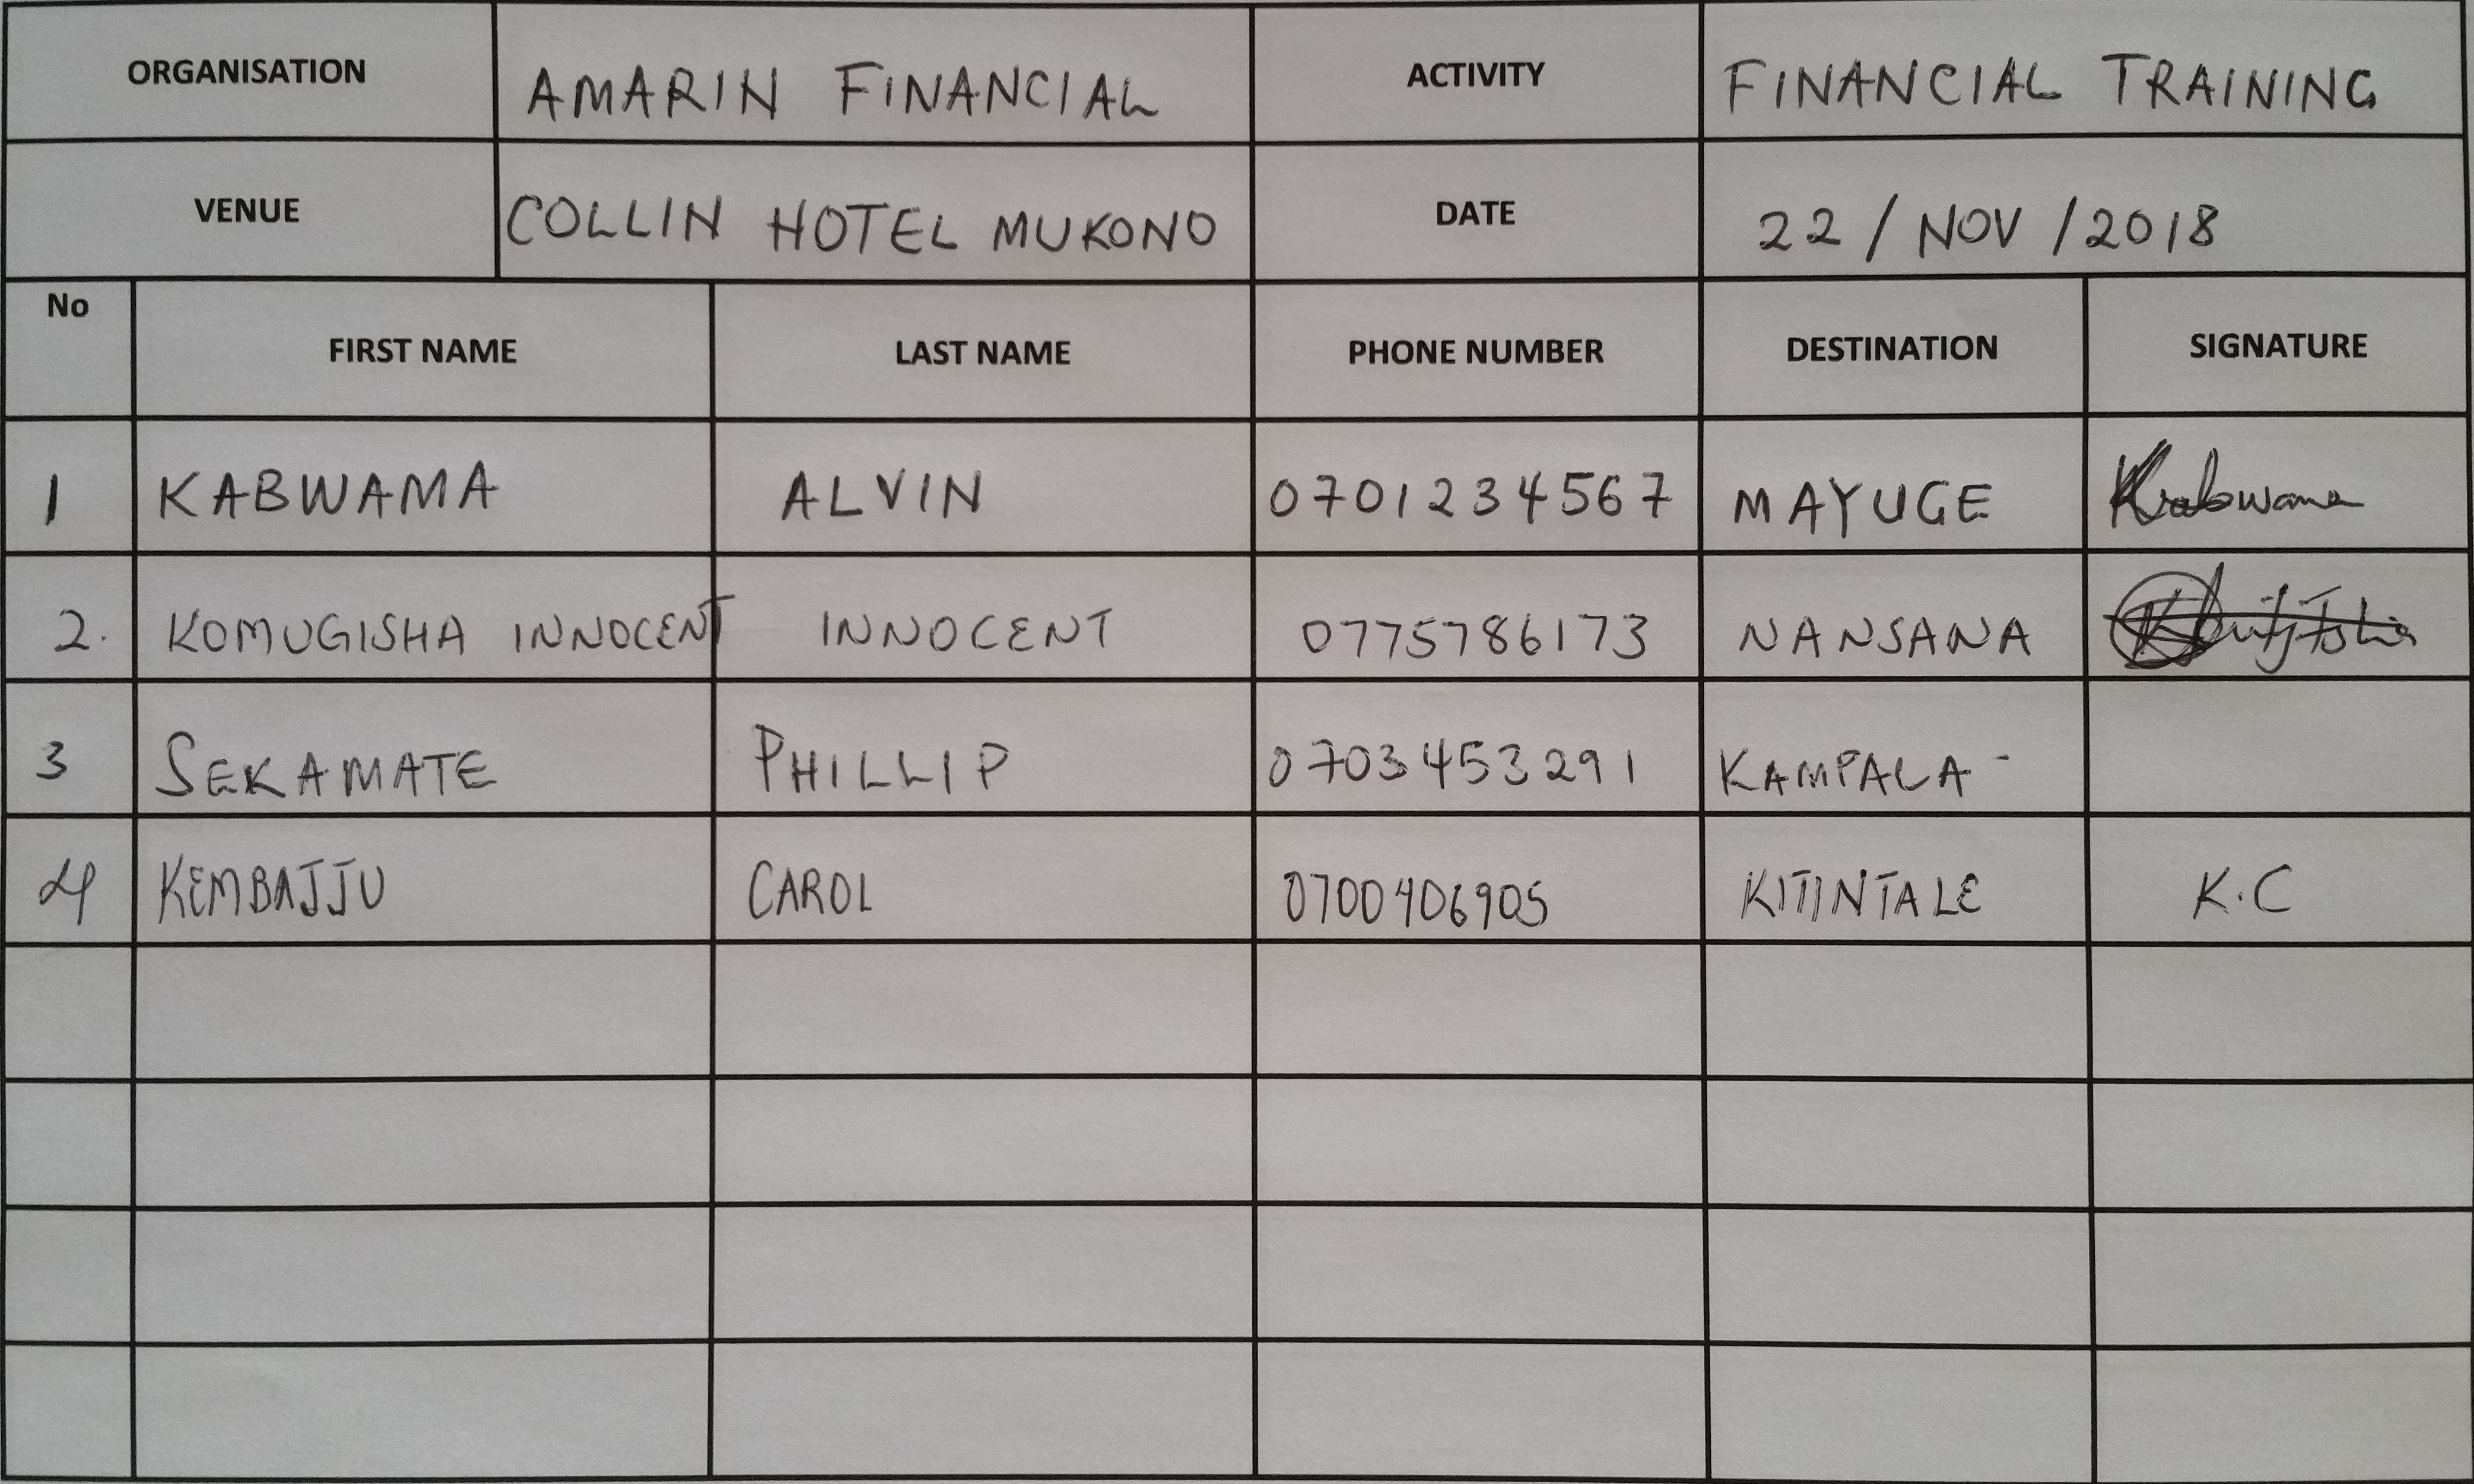 ORGANISATION AMARIN FINANCIAL ACTIVITY FINANCIAL TRAINING
VENUE COLLIN HOTEL MUKONO DATE 22 / NOV / 2018
No FIRST NAME LAST NAME PHONE NUMBER DESTINATION SIGNATURE
1 KABWAMA ALVIN 0701234567 MAYUGE Kabwama
2. KOMUGISHA INNOCENT INNOCENT 0775786173 NANSANA
3 SEKAMATE PHILLIP 0703453291 KAMPALA -
4 KEMBAJJU CAROL 0700406905 KITINTALE K.C